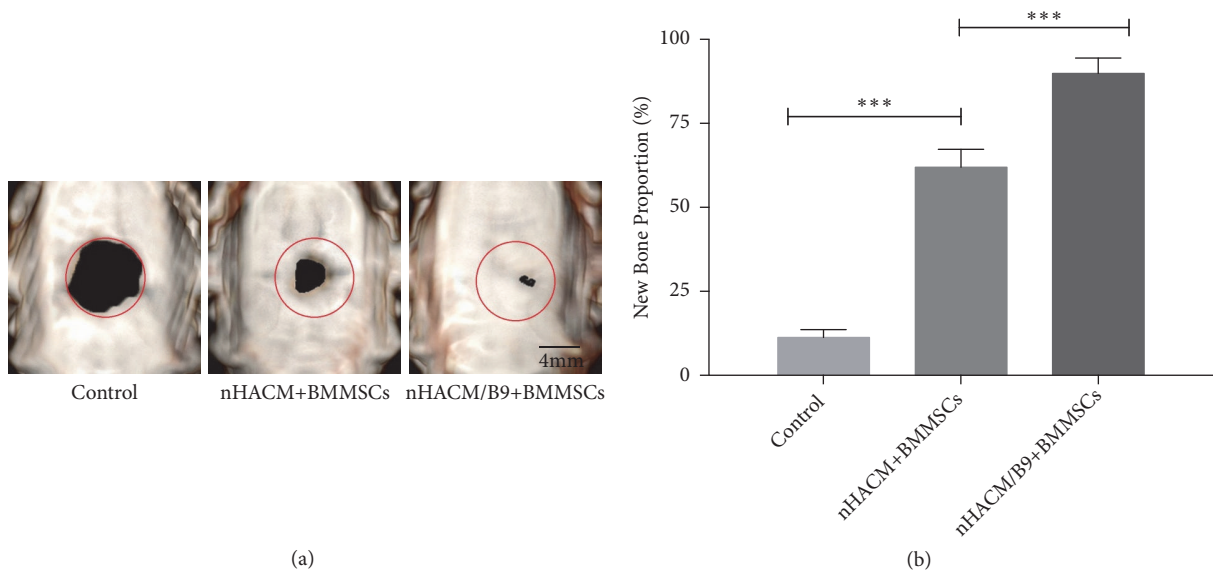 4mm
Control
nHACM+BMMSCs
nHACM/B9+BMMSCs
(a)
New Bone Proportion (%)
100
75
50
25
0
***
***
Control
nHACM+BMMSCs
nHACM/B9+BMMSCs
(b)